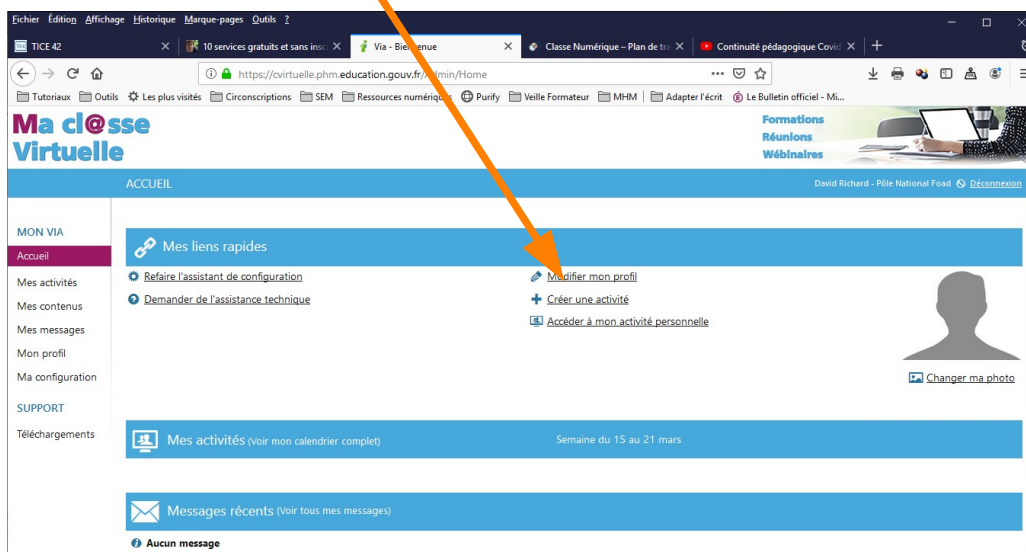 Fichier Édition Affichage Historique Marque-pages Outils ?
TICE 42
10 services gratuits et sans insc
Via - Bienvenue
Classe Numérique – Plan de tra
Continuité pédagogique Covid
https://cvirtuelle.phm.education.gouv.fr/Admin/Home
Tutoriaux Outils Les plus visités Circonscriptions SEM Ressources numériques Purify Veille Formateur MHM Adapter l'écrit Le Bulletin officiel - Mi...
Ma cl@sse
Virtuelle
Formations
Réunions
Wébinaires
ACCUEIL
David Richard - Pôle National Foad Déconnexion
MON VIA
Accueil
Mes activités
Mes contenus
Mes messages
Mon profil
Ma configuration
SUPPORT
Téléchargements
Mes liens rapides
Refaire l'assistant de configuration
Demander de l'assistance technique
Modifier mon profil
Créer une activité
Accéder à mon activité personnelle
Changer ma photo
Mes activités (Voir mon calendrier complet)
Semaine du 15 au 21 mars
Messages récents (Voir tous mes messages)
Aucun message